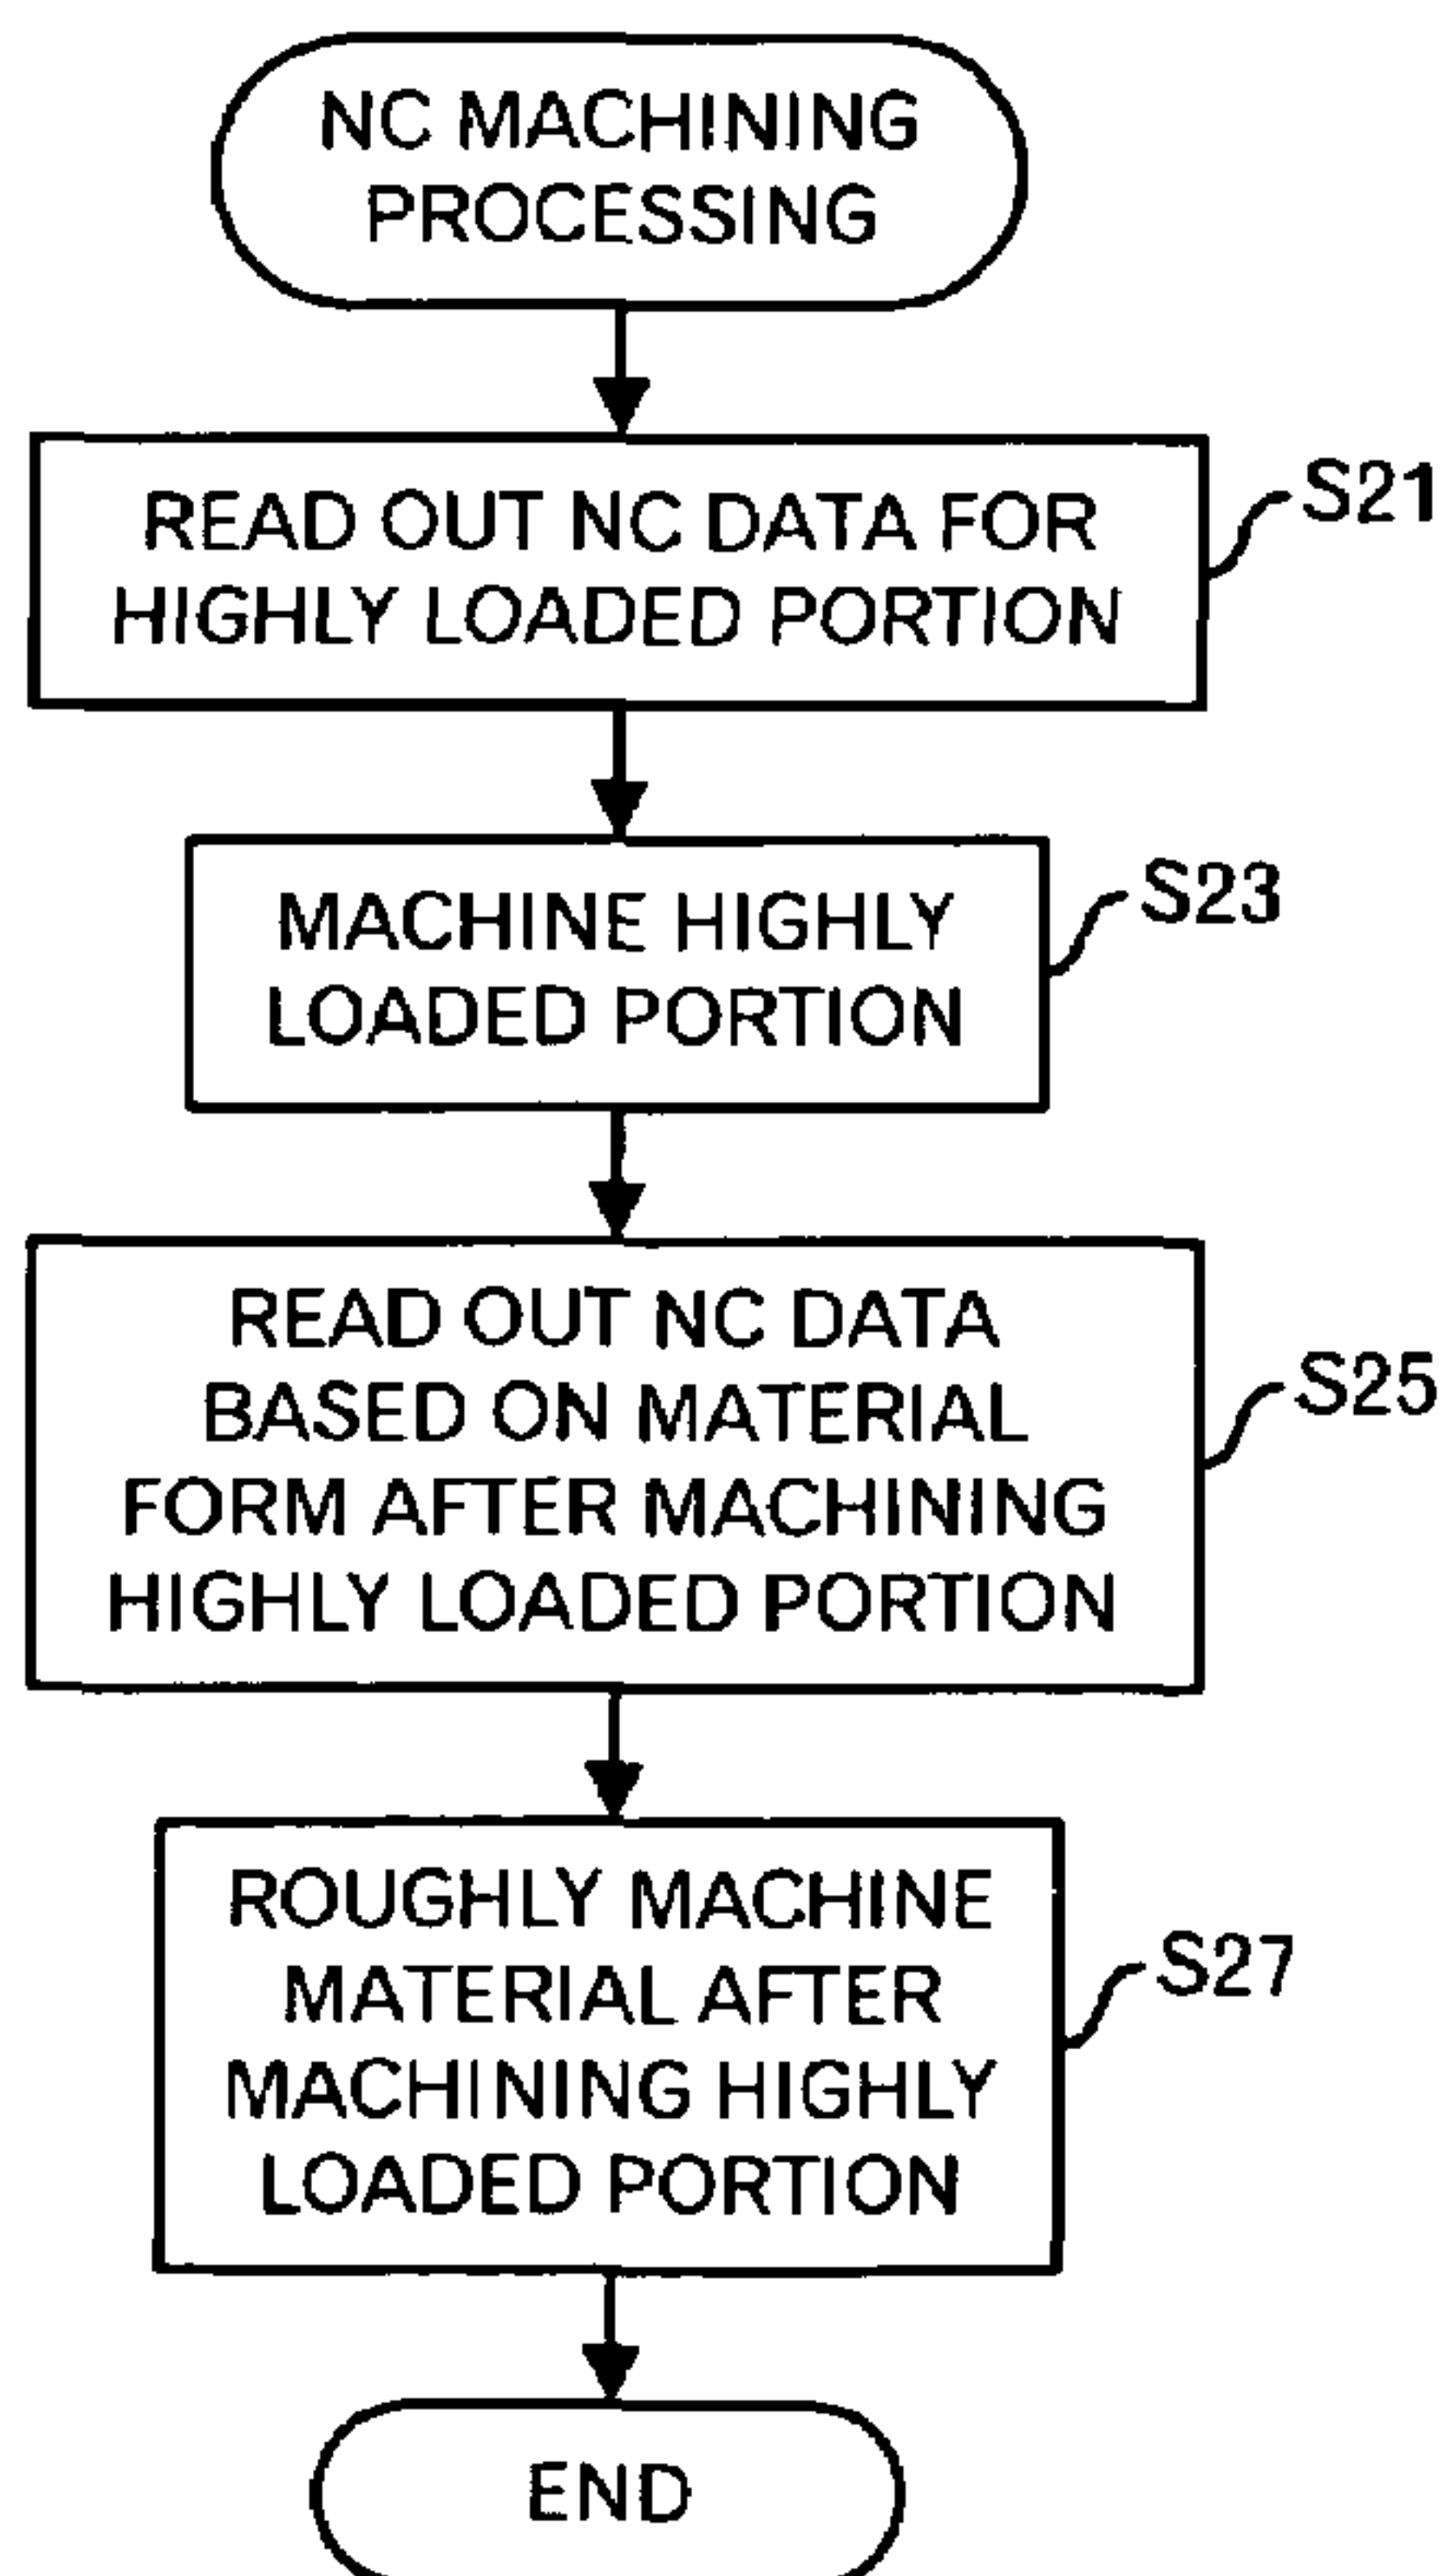 NC MACHINING
PROCESSING
READ OUT NC DATA FOR
HIGHLY LOADED PORTION
S21
MACHINE HIGHLY
LOADED PORTION
S23
READ OUT NC DATA
BASED ON MATERIAL
FORM AFTER MACHINING
HIGHLY LOADED PORTION
S25
ROUGHLY MACHINE
MATERIAL AFTER
MACHINING HIGHLY
LOADED PORTION
S27
END